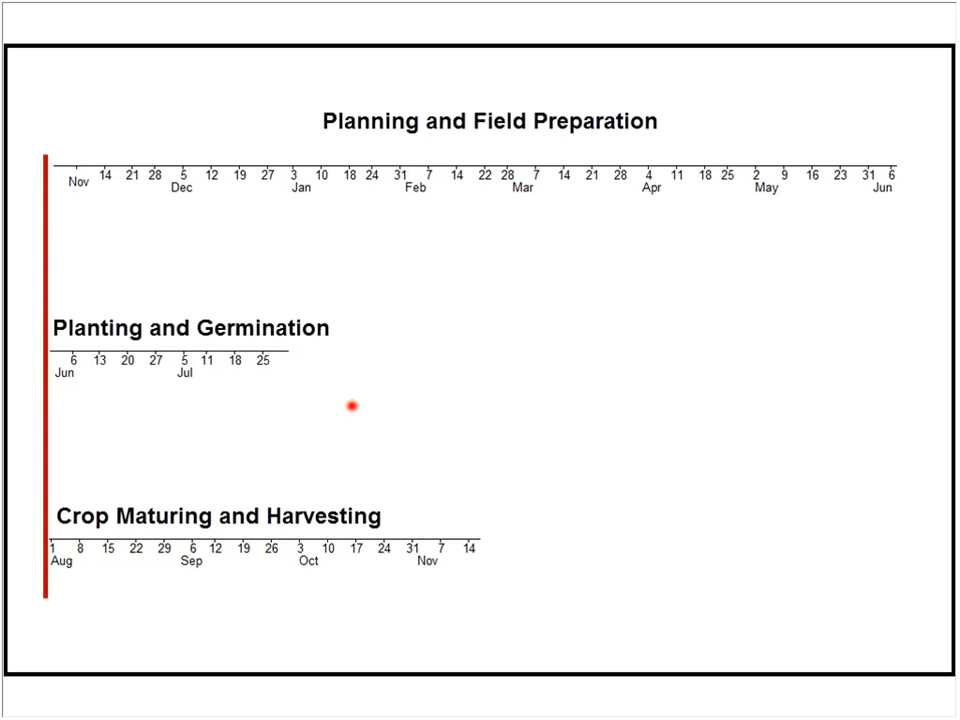 Planning and Field Preparation
14 21 28 5 12 19 27 3 10 18 24 31 7 14 22 28 7 14 21 28 4 11 18 25 2 9 16 23 31 6
Nov Dec Jan Feb Mar Apr May Jun
Planting and Germination
6 13 20 27 5 11 18 25
Jun Jul
Crop Maturing and Harvesting
1 8 15 22 29 6 12 19 26 3 10 17 24 31 7 14
Aug Sep Oct Nov